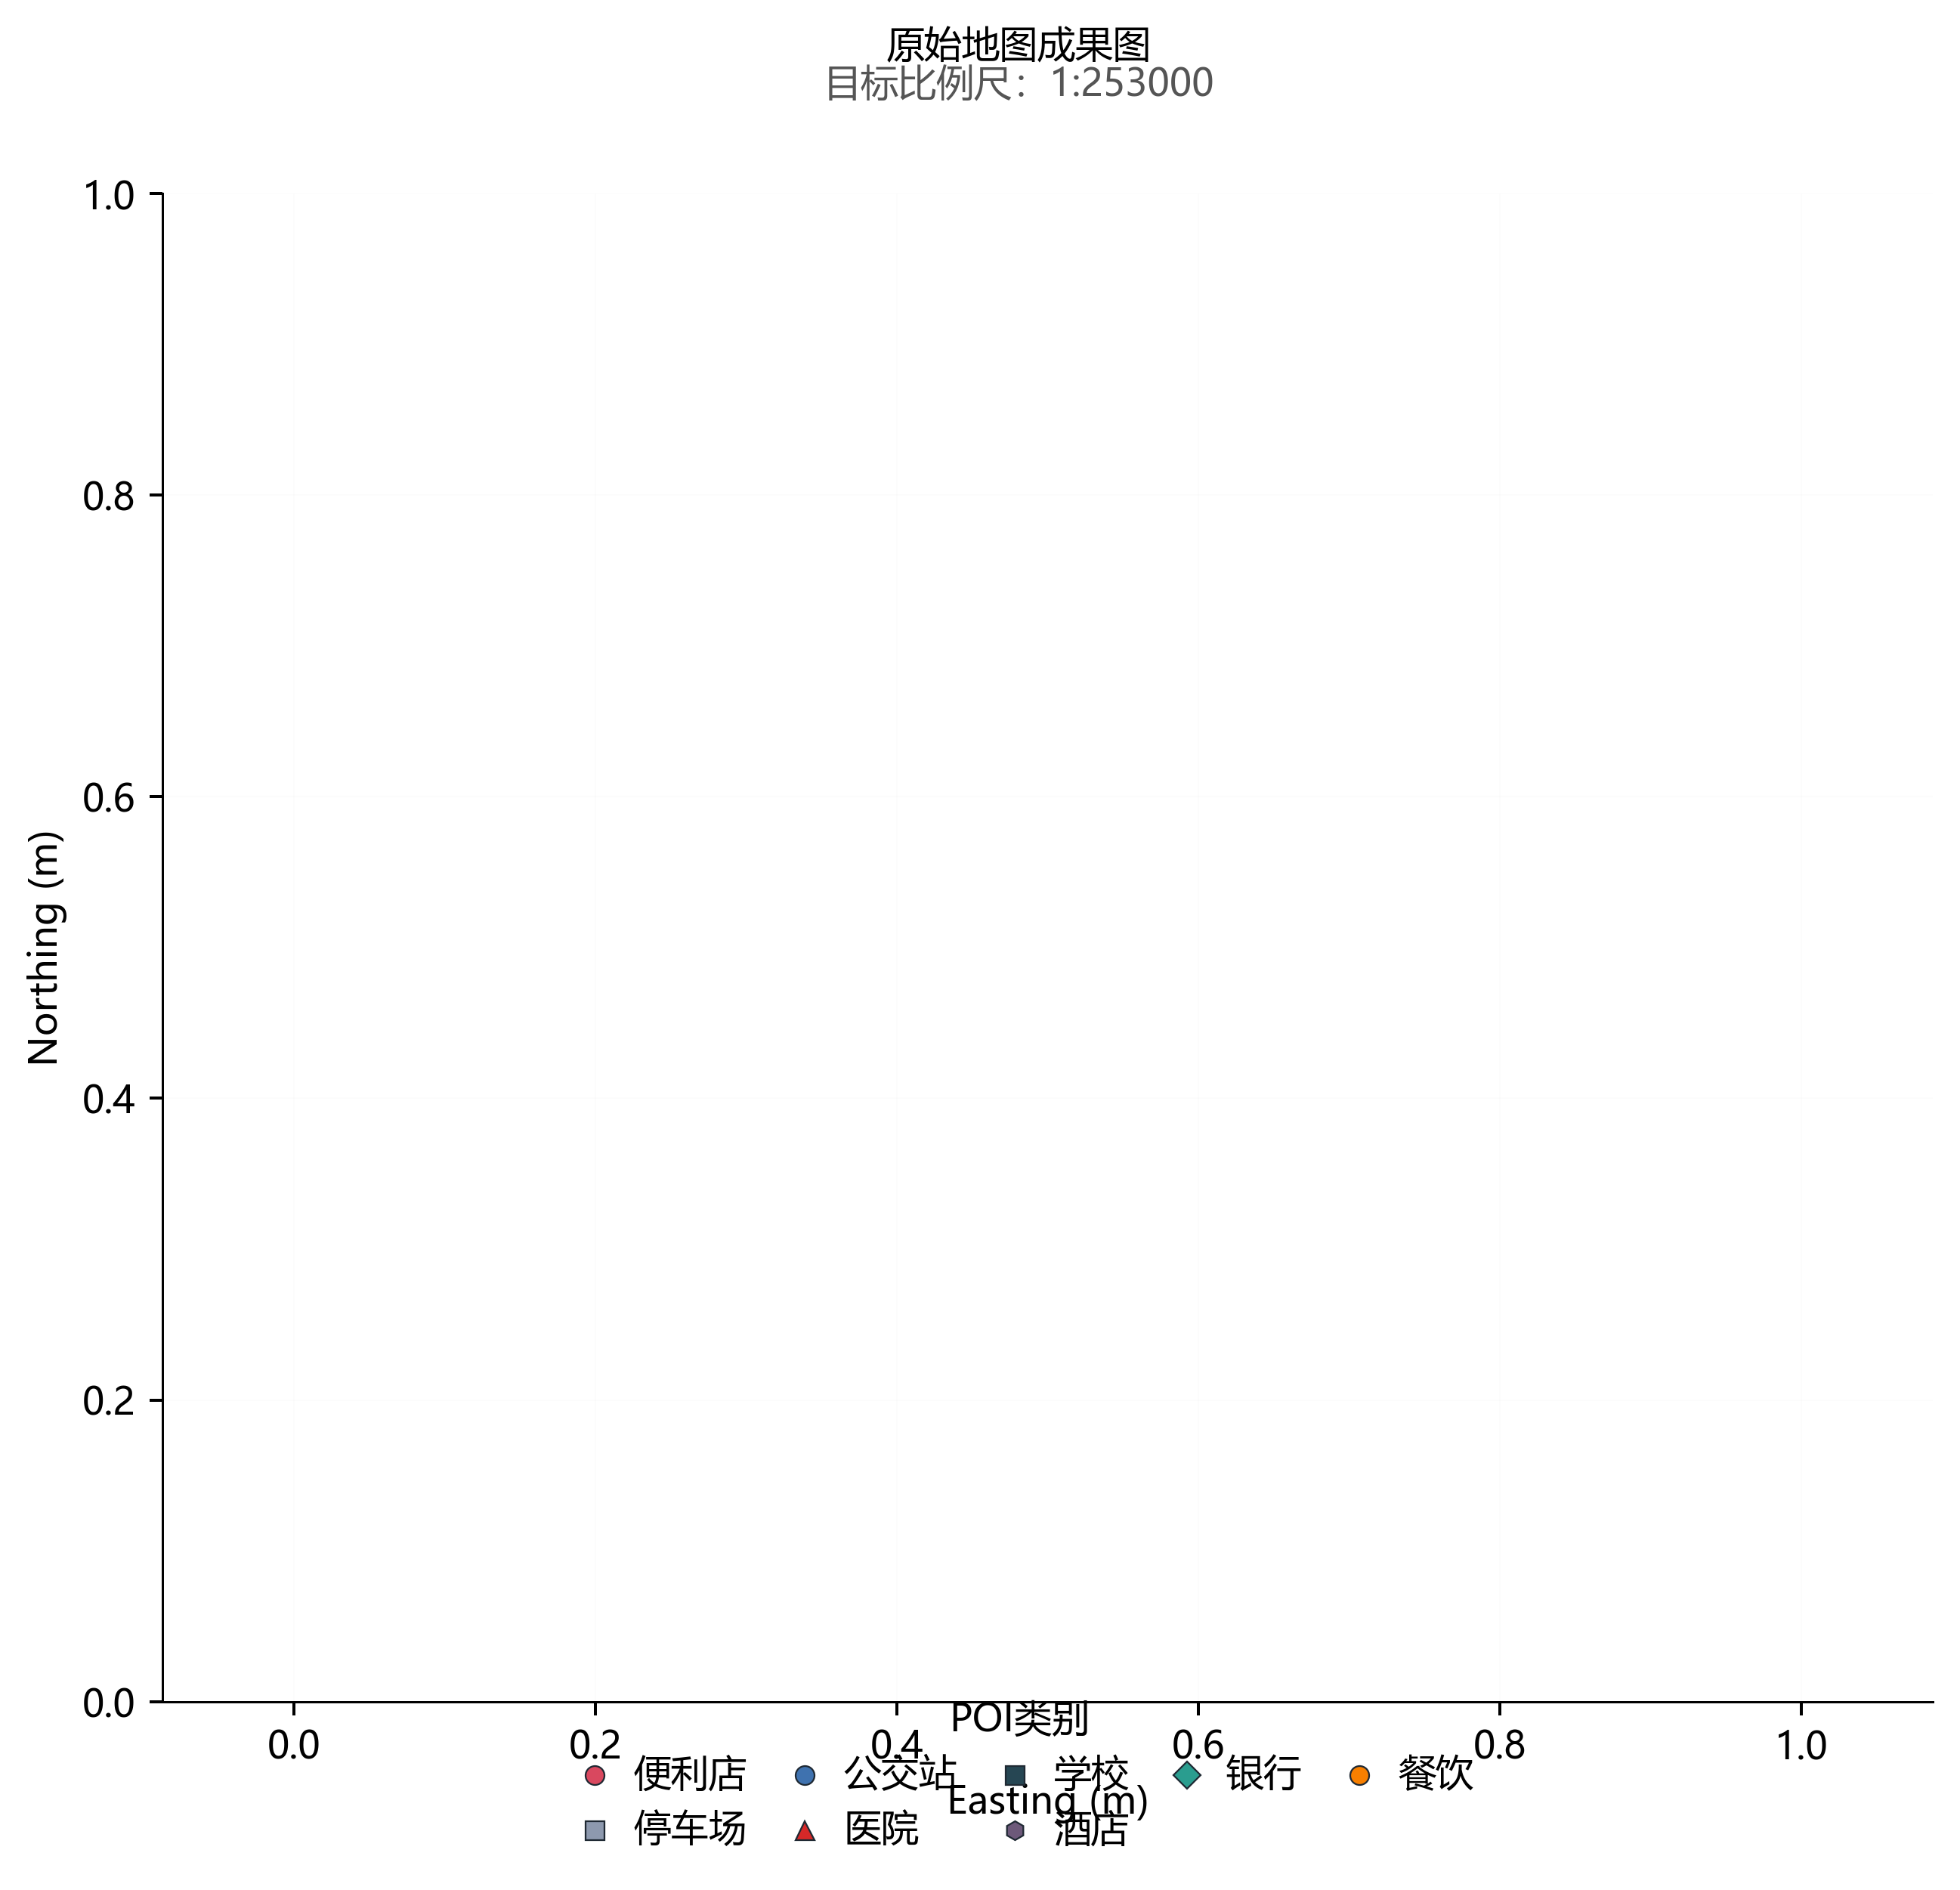 原始地图成果图
目标比例尺：1:253000
1.0
0.8
0.6
0.4
0.2
0.0
Northing (m)
0.0 0.2 0.4 0.6 0.8 1.0
Easting (m)
POI类别
便利店 公交站 学校 银行 餐饮
停车场 医院 酒店